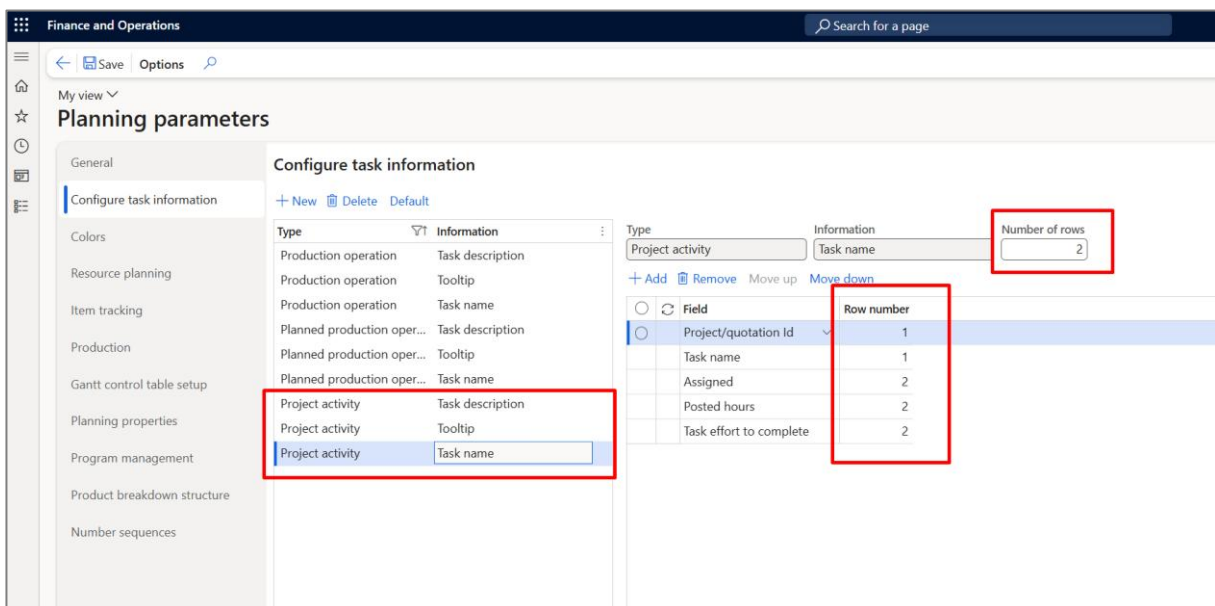 Finance and Operations
Search for a page
Save Options
My view
Planning parameters
General
Configure task information
Colors
Resource planning
Item tracking
Production
Gantt control table setup
Planning properties
Program management
Product breakdown structure
Number sequences
Configure task information
New Delete Default
Type Information
Production operation Task description
Production operation Tooltip
Production operation Task name
Planned production oper... Task description
Planned production oper... Tooltip
Planned production oper... Task name
Project activity Task description
Project activity Tooltip
Project activity Task name
Type Information Number of rows
Project activity Task name 2
Add Remove Move up Move down
Field Row number
Project/quotation Id 1
Task name 1
Assigned 2
Posted hours 2
Task effort to complete 2